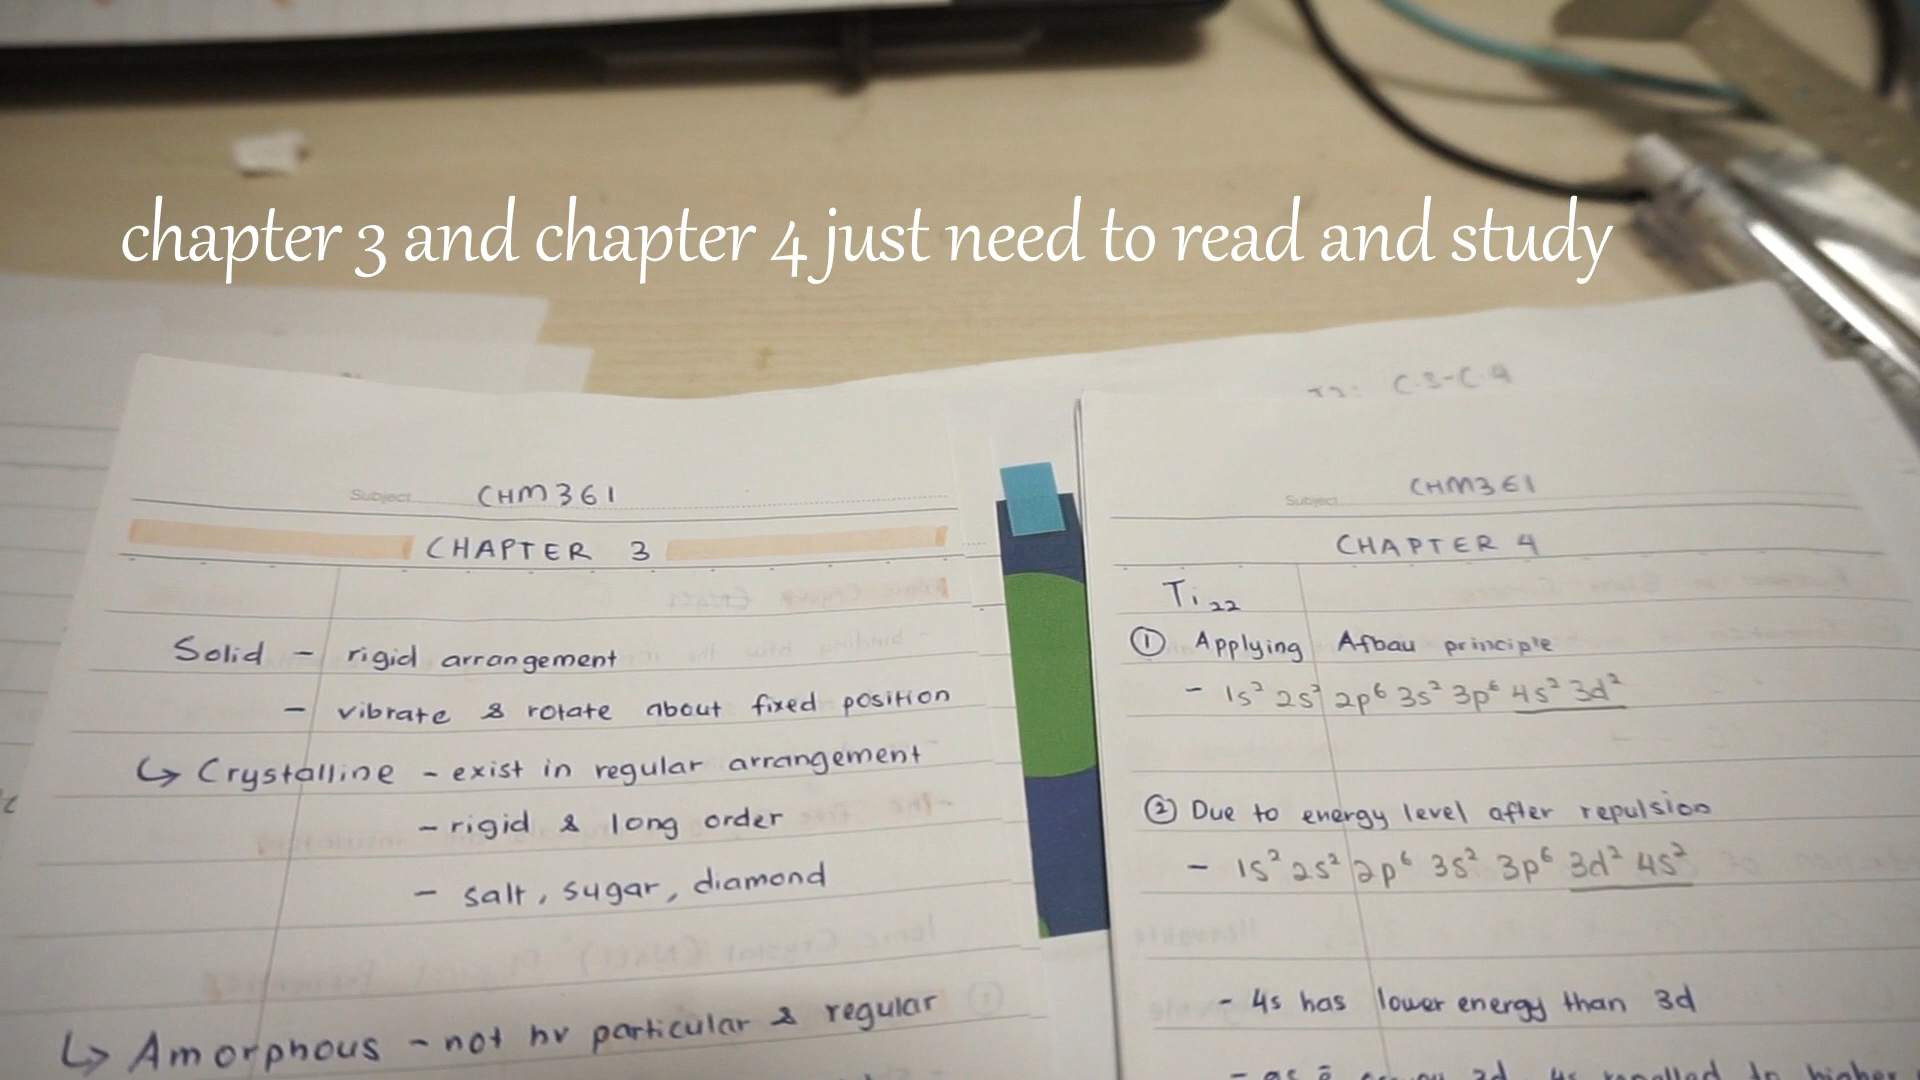 chapter 3 and chapter 4 just need to read and study
C.3-C.4
Subject CHM361
CHAPTER 3
Solid - rigid arrangement
- vibrate & rotate about fixed position
↳ Crystalline - exist in regular arrangement
- rigid & long order
- salt, sugar, diamond
↳ Amorphous - not hv particular & regular
Subject CHM361
CHAPTER 4
Ti₂₂
① Applying Afbau principle
- 1s² 2s² 2p⁶ 3s² 3p⁶ 4s² 3d²
② Due to energy level after repulsion
- 1s² 2s² 2p⁶ 3s² 3p⁶ 3d² 4s²
- 4s has lower energy than 3d